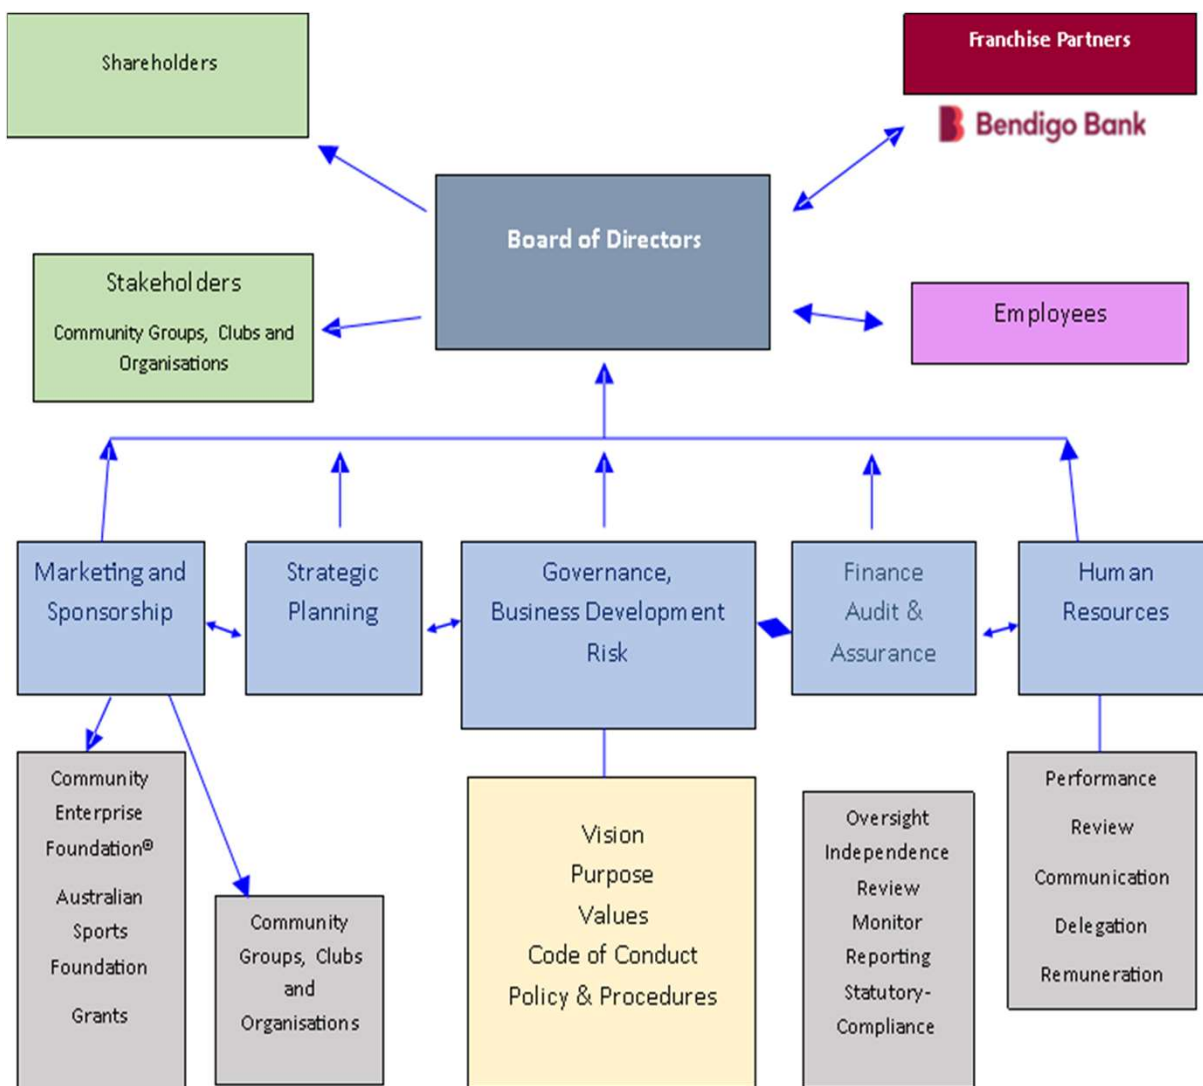 Shareholders
Franchise Partners
Bendigo Bank
Board of Directors
Stakeholders
Community Groups, Clubs and
Organisations
Employees
Marketing and
Sponsorship
Strategic
Planning
Governance,
Business Development
Risk
Finance
Audit &
Assurance
Human
Resources
Community
Enterprise
Foundation®
Australian
Sports
Foundation
Grants
Community
Groups, Clubs
and
Organisations
Vision
Purpose
Values
Code of Conduct
Policy & Procedures
Oversight
Independence
Review
Monitor
Reporting
Statutory-
Compliance
Performance
Review
Communication
Delegation
Remuneration